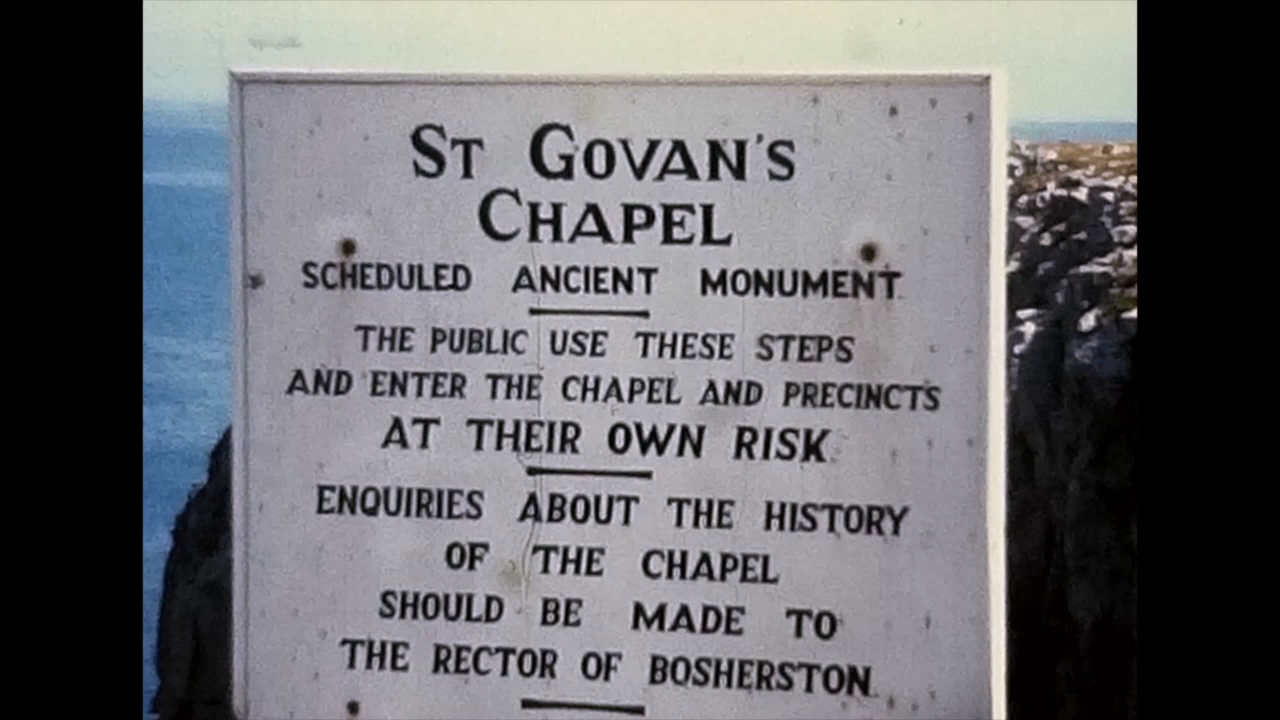 ST GOVAN'S
CHAPEL
SCHEDULED ANCIENT MONUMENT
THE PUBLIC USE THESE STEPS
AND ENTER THE CHAPEL AND PRECINCTS
AT THEIR OWN RISK
ENQUIRIES ABOUT THE HISTORY
OF THE CHAPEL
SHOULD BE MADE TO
THE RECTOR OF BOSHERSTON